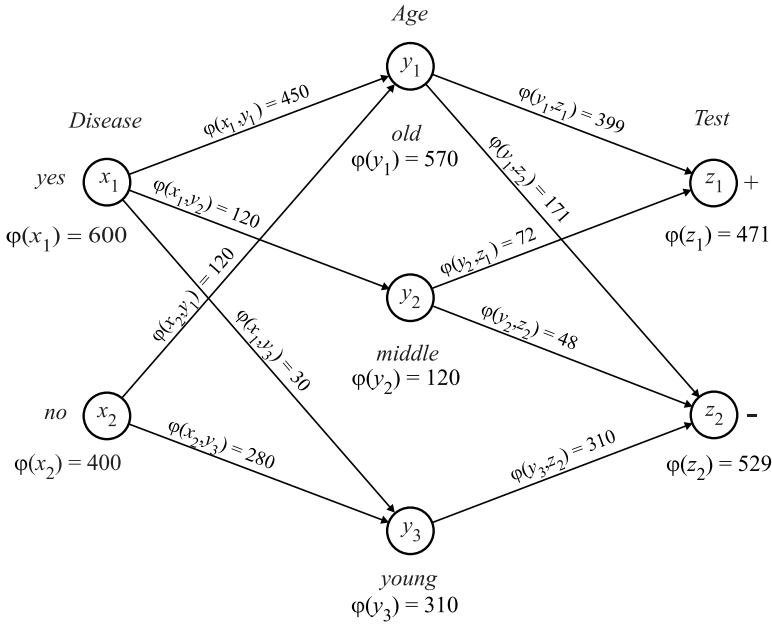 Age
y1
φ(x1,y1) = 450
φ(y1,z1) = 399
Disease
old
Test
φ(y1) = 570
φ(y1,z2) = 171
yes
x1
z1
+
φ(x1,y2) = 120
φ(x1) = 600
φ(z1) = 471
φ(y2,z1) = 72
φ(x2,y1) = 120
y2
φ(x1,y3) = 30
φ(y2,z2) = 48
middle
φ(y2) = 120
no
x2
z2
-
φ(x2,y3) = 280
φ(y3,z2) = 310
φ(x2) = 400
φ(z2) = 529
y3
young
φ(y3) = 310